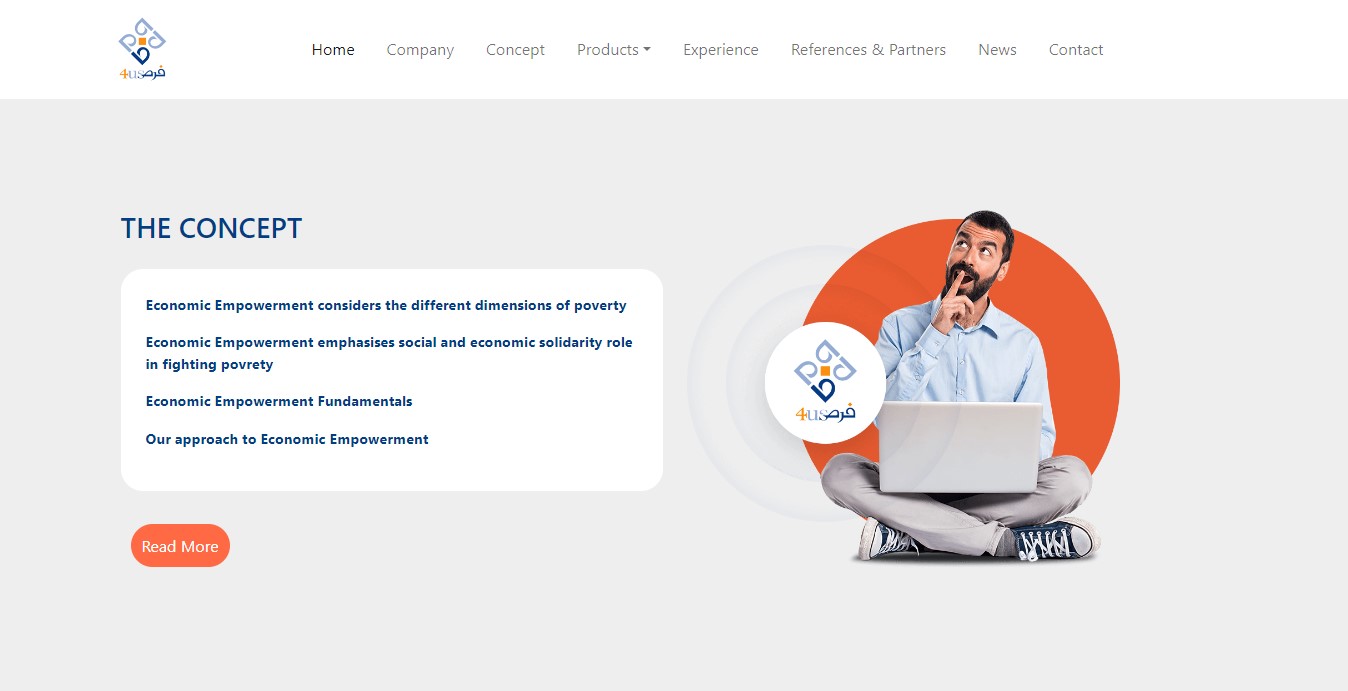 4us فرص
Home
Company
Concept
Products
Experience
References & Partners
News
Contact
THE CONCEPT
Economic Empowerment considers the different dimensions of poverty
Economic Empowerment emphasises social and economic solidarity role
in fighting povrety
Economic Empowerment Fundamentals
Our approach to Economic Empowerment
Read More
4us فرص